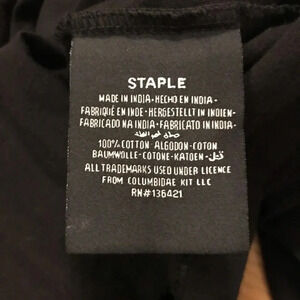 STAPLE
MADE IN INDIA-HECHO EN INDIA-
FABRIQUÉ EN INDE-HERGESTELLT IN INDIEN-
FABRICADO NA INDIA-FABRICATO IN INDIA-
100% COTTON-ALGODON-COTON
BAUMWOLLE-COTONE-KATOEN-قطن
ALL TRADEMARKS USED UNDER LICENCE
FROM COLUMBIDAE KIT LLC
RN#136421